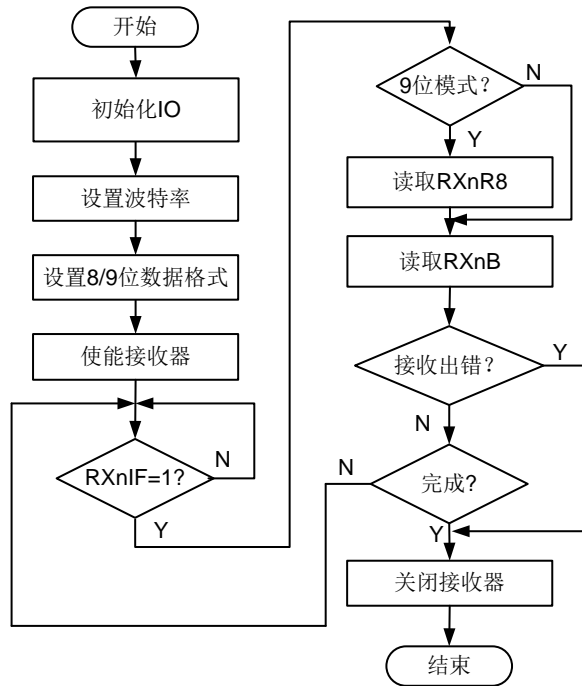 开始
初始化IO
设置波特率
设置8/9位数据格式
使能接收器
RXnIF=1?
N
Y
9位模式?
N
Y
读取RXnR8
读取RXnB
接收出错?
Y
N
完成?
N
Y
关闭接收器
结束